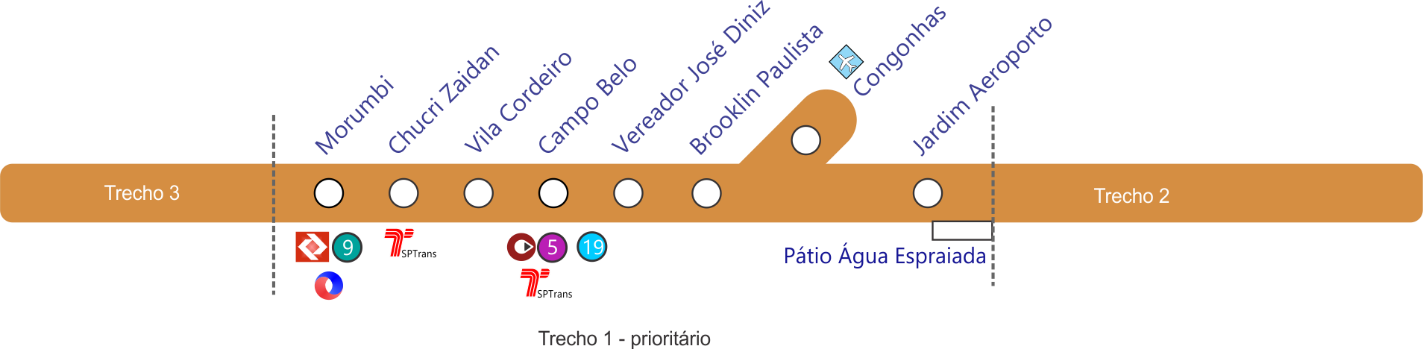 Morumbi
Chucri Zaidan
Vila Cordeiro
Campo Belo
Vereador José Diniz
Brooklin Paulista
Congonhas
Jardim Aeroporto
Trecho 3
Trecho 2
9
SPTrans
5
19
SPTrans
Pátio Água Espraiada
Trecho 1 - prioritário